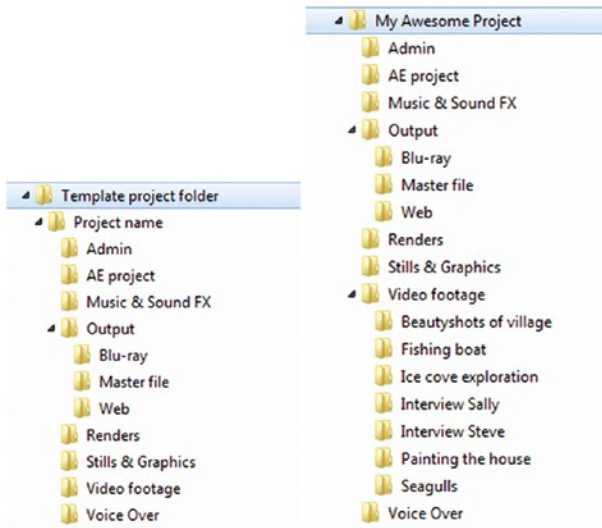 Template project folder
Project name
Admin
AE project
Music & Sound FX
Output
Blu-ray
Master file
Web
Renders
Stills & Graphics
Video footage
Voice Over
My Awesome Project
Admin
AE project
Music & Sound FX
Output
Blu-ray
Master file
Web
Renders
Stills & Graphics
Video footage
Beautyshots of village
Fishing boat
Ice cove exploration
Interview Sally
Interview Steve
Painting the house
Seagulls
Voice Over